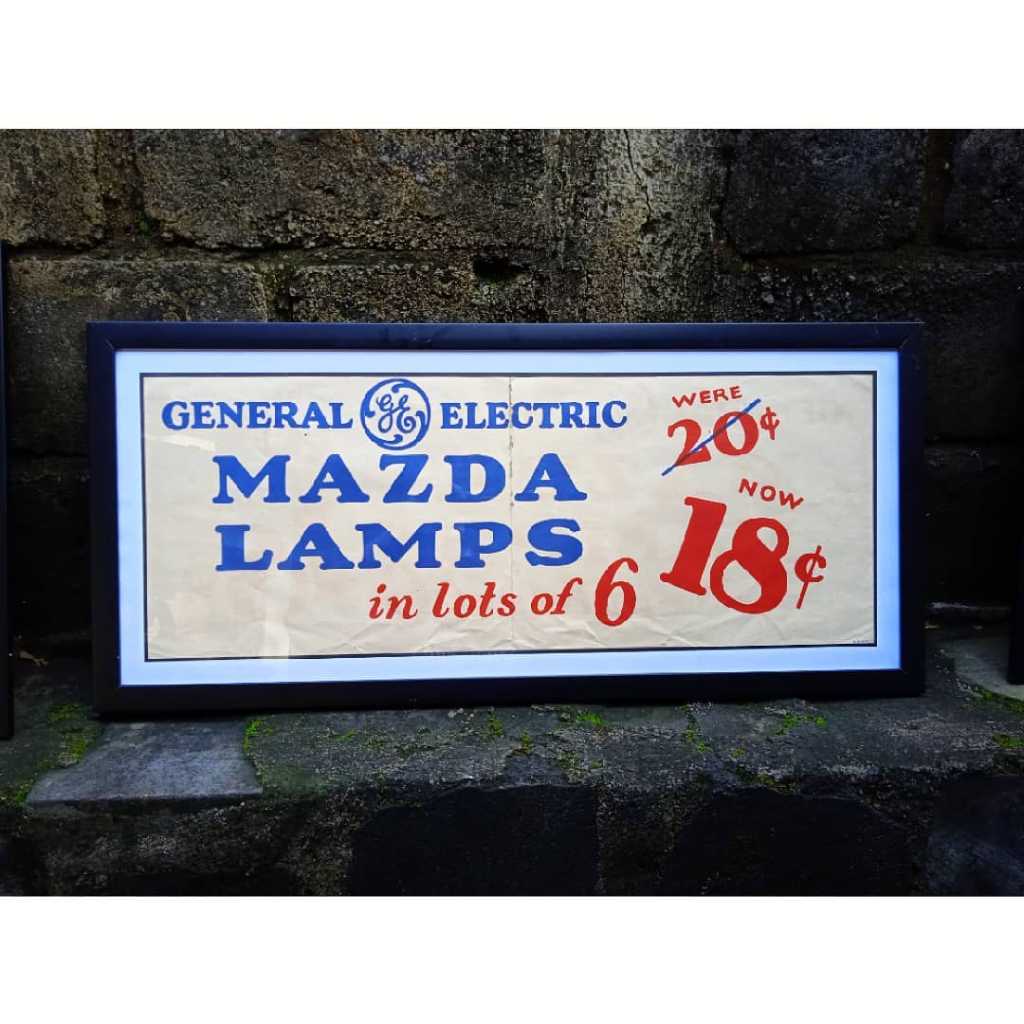 GENERAL GE ELECTRIC
MAZDA
LAMPS
in lots of 6
WERE
20¢
NOW
18¢